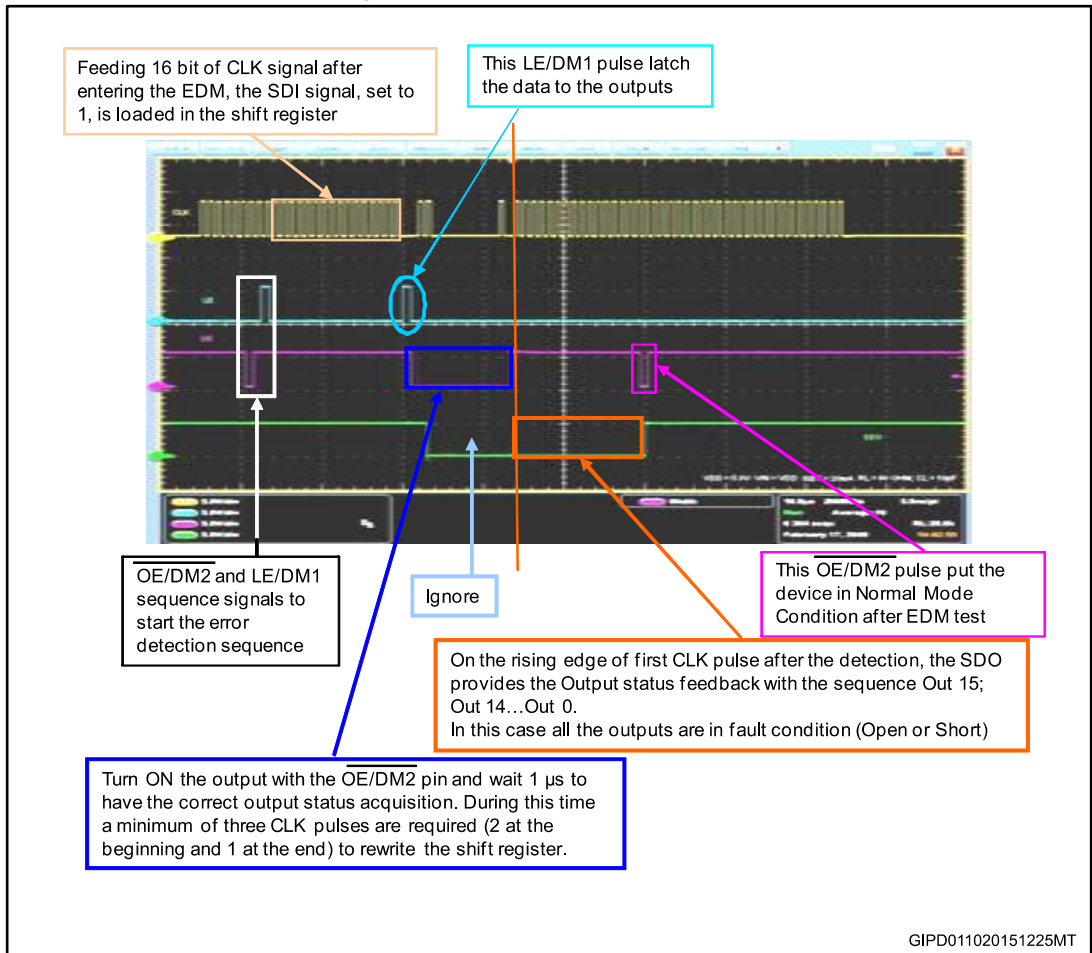 Feeding 16 bit of CLK signal after
entering the EDM, the SDI signal, set to
1, is loaded in the shift register
This LE/DM1 pulse latch
the data to the outputs
CLK
OE/DM2 and LE/DM1
sequence signals to
start the error
detection sequence
Ignore
This OE/DM2 pulse put the
device in Normal Mode
Condition after EDM test
On the rising edge of first CLK pulse after the detection, the SDO
provides the Output status feedback with the sequence Out 15;
Out 14…Out 0.
In this case all the outputs are in fault condition (Open or Short)
Turn ON the output with the OE/DM2 pin and wait 1 µs to
have the correct output status acquisition. During this time
a minimum of three CLK pulses are required (2 at the
beginning and 1 at the end) to rewrite the shift register.
GIPD011020151225MT